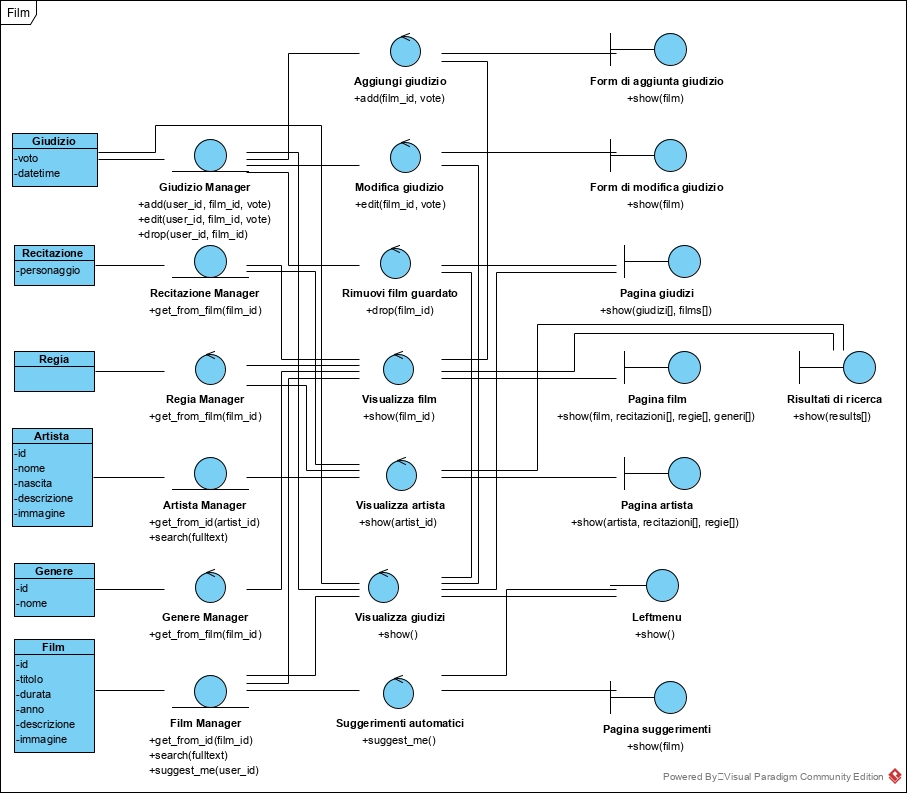 Film
Aggiungi giudizio
+add(film_id, vote)
Form di aggiunta giudizio
+show(film)
Giudizio
-voto
-datetime
Giudizio Manager
+add(user_id, film_id, vote)
+edit(user_id, film_id, vote)
+drop(user_id, film_id)
Modifica giudizio
+edit(film_id, vote)
Form di modifica giudizio
+show(film)
Recitazione
-personaggio
Recitazione Manager
+get_from_film(film_id)
Rimuovi film guardato
+drop(film_id)
Pagina giudizi
+show(giudizi[], films[])
Regia
Regia Manager
+get_from_film(film_id)
Visualizza film
+show(film_id)
Pagina film
+show(film, recitazioni[], regie[], generi[])
Risultati di ricerca
+show(results[])
Artista
-id
-nome
-nascita
-descrizione
-immagine
Artista Manager
+get_from_id(artist_id)
+search(fulltext)
Visualizza artista
+show(artist_id)
Pagina artista
+show(artista, recitazioni[], regie[])
Genere
-id
-nome
Genere Manager
+get_from_film(film_id)
Visualizza giudizi
+show()
Leftmenu
+show()
Film
-id
-titolo
-durata
-anno
-descrizione
-immagine
Film Manager
+get_from_id(film_id)
+search(fulltext)
+suggest_me(user_id)
Suggerimenti automatici
+suggest_me()
Pagina suggerimenti
+show(film)
Powered By Visual Paradigm Community Edition